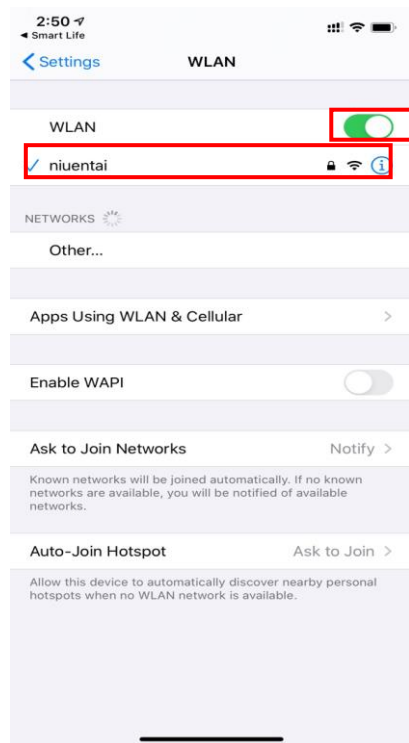 2:50
Smart Life
Settings
WLAN
WLAN
niuentai
NETWORKS
Other...
Apps Using WLAN & Cellular
Enable WAPI
Ask to Join Networks
Notify
Known networks will be joined automatically. If no known
networks are available, you will be notified of available
networks.
Auto-Join Hotspot
Ask to Join
Allow this device to automatically discover nearby personal
hotspots when no WLAN network is available.